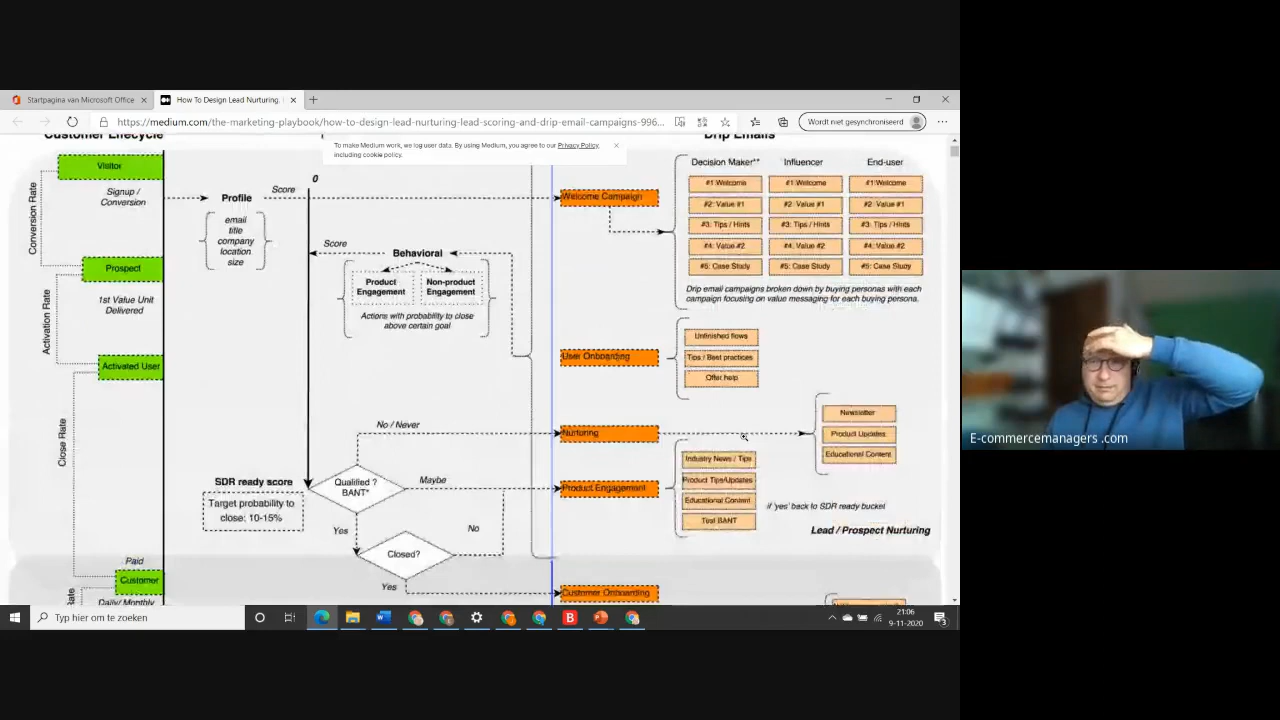 Startpagina van Microsoft Office
How To Design Lead Nurturing,
https://medium.com/the-marketing-playbook/how-to-design-lead-nurturing-lead-scoring-and-drip-email-campaigns-996...
Wordt niet gesynchroniseerd
To make Medium work, we log user data. By using Medium, you agree to our Privacy Policy,
including cookie policy.
Customer Lifecycle
Drip Emails
Visitor
Signup /
Conversion
Conversion Rate
Prospect
1st Value Unit
Delivered
Activation Rate
Activated User
Close Rate
Paid
Customer
Daily/ Monthly
Profile
email
title
company
location
size
Score
0
Score
Behavioral
Product
Engagement
Non-product
Engagement
Actions with probability to close
above certain goal
No / Never
SDR ready score
Target probability to
close: 10-15%
Qualified ?
BANT*
Maybe
Yes
No
Closed?
Yes
Welcome Campaign
User Onboarding
Nurturing
Product Engagement
Customer Onboarding
Decision Maker** Influencer End-user
#1:Welcome #1:Welcome #1:Welcome
#2: Value #1 #2: Value #1 #2: Value #1
#3: Tips / Hints #3: Tips / Hints #3: Tips / Hints
#4: Value #2 #4: Value #2 #4: Value #2
#5: Case Study #5: Case Study #5: Case Study
Drip email campaigns broken down by buying personas with each
campaign focusing on value messaging for each buying persona.
Unfinished flows
Tips / Best practices
Offer help
Newsletter
Product Updates
Educational Content
Industry News / Tips
Product Tips/Updates
Educational Content
Test BANT
if 'yes' back to SDR ready bucket
Lead / Prospect Nurturing
Typ hier om te zoeken
21:06
9-11-2020
E-commercemanagers .com